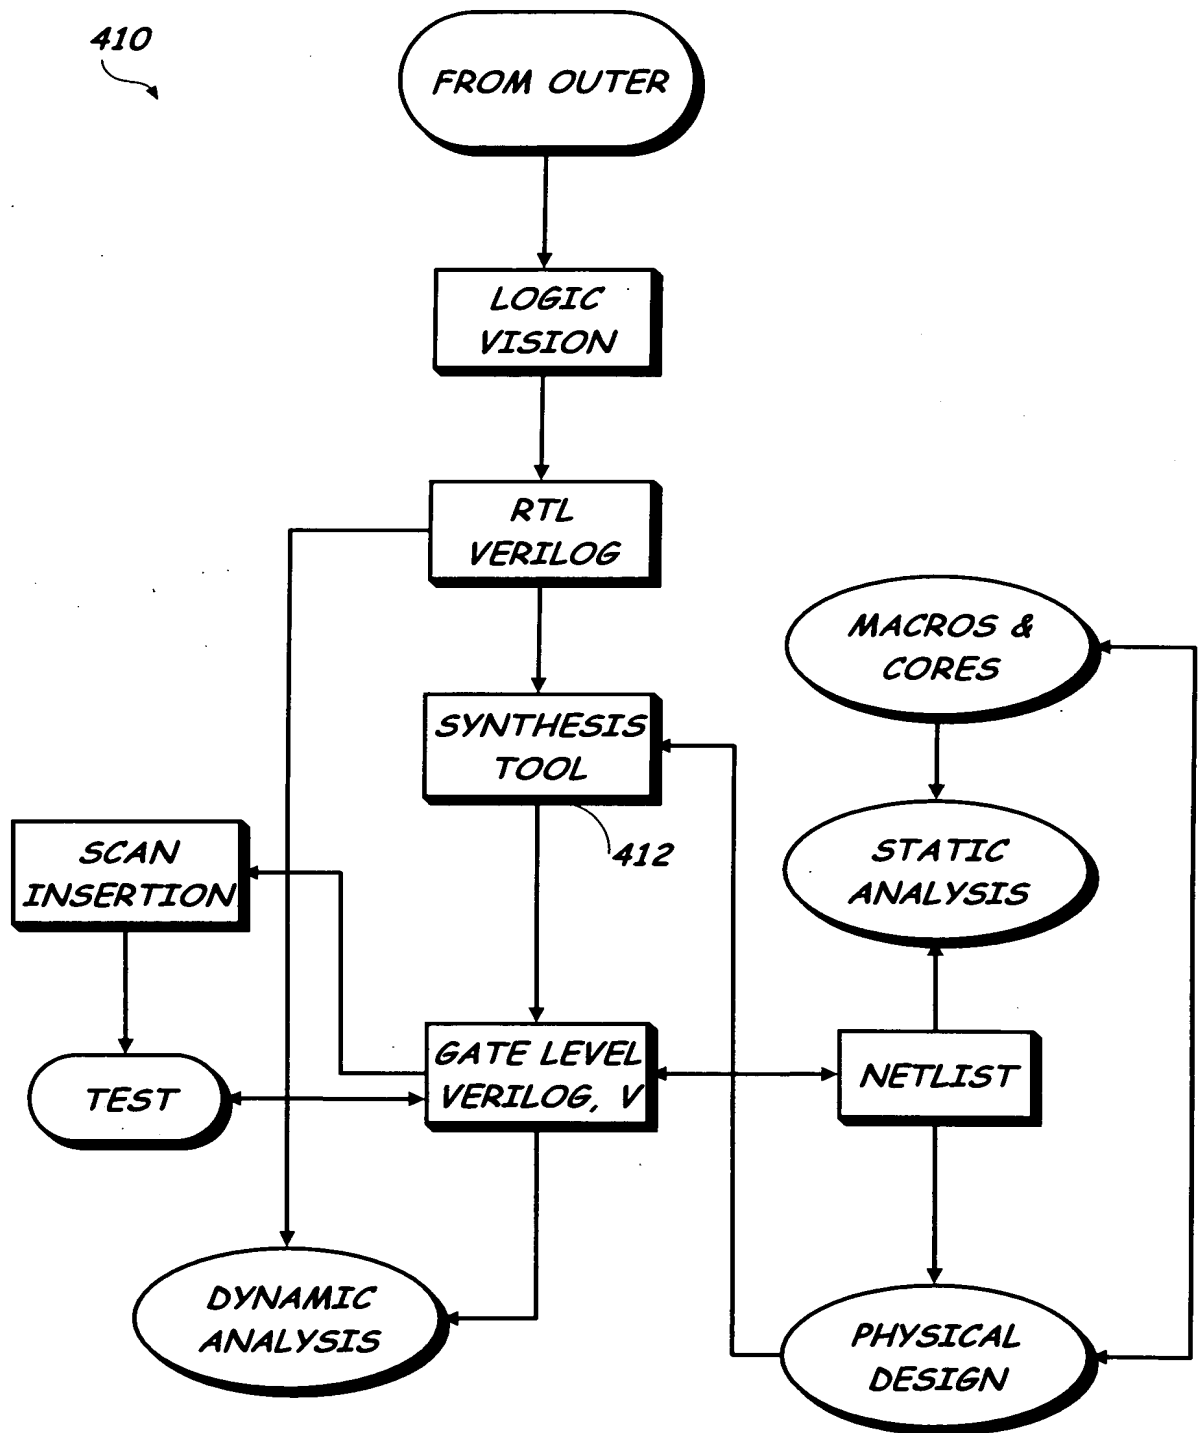 410
FROM OUTER
LOGIC
VISION
RTL
VERILOG
MACROS &
CORES
SYNTHESIS
TOOL
412
SCAN
INSERTION
STATIC
ANALYSIS
GATE LEVEL
VERILOG, V
NETLIST
TEST
DYNAMIC
ANALYSIS
PHYSICAL
DESIGN